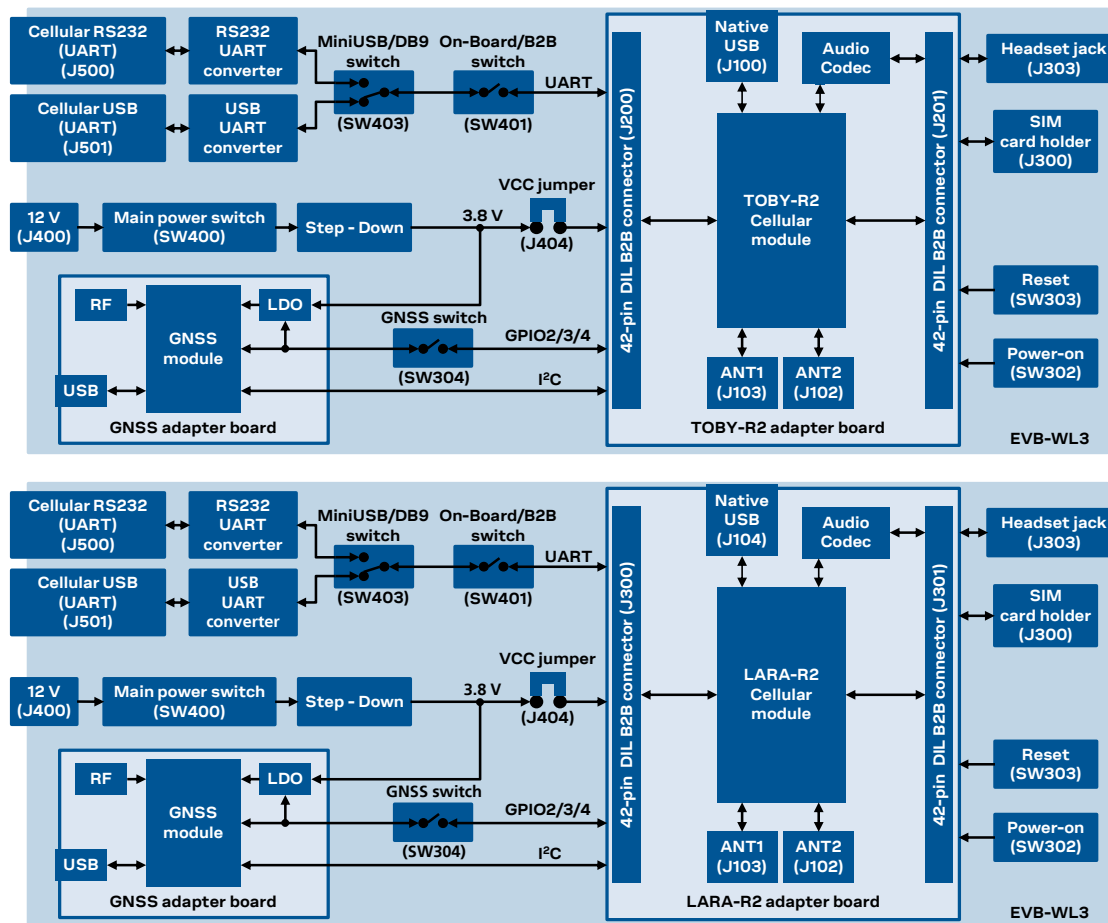 Cellular RS232
(UART)
(J500)
RS232
UART
converter
MiniUSB/DB9
switch
(SW403)
On-Board/B2B
switch
(SW401)
UART
Cellular USB
(UART)
(J501)
USB
UART
converter
12 V
(J400)
Main power switch
(SW400)
Step - Down
3.8 V
VCC jumper
(J404)
RF
GNSS
module
LDO
USB
GNSS adapter board
GNSS switch
(SW304)
GPIO2/3/4
I²C
42-pin DIL B2B connector (J200)
Native
USB
(J100)
Audio
Codec
TOBY-R2
Cellular
module
ANT1
(J103)
ANT2
(J102)
42-pin DIL B2B connector (J201)
TOBY-R2 adapter board
Headset jack
(J303)
SIM
card holder
(J300)
Reset
(SW303)
Power-on
(SW302)
EVB-WL3
Cellular RS232
(UART)
(J500)
RS232
UART
converter
MiniUSB/DB9
switch
(SW403)
On-Board/B2B
switch
(SW401)
UART
Cellular USB
(UART)
(J501)
USB
UART
converter
12 V
(J400)
Main power switch
(SW400)
Step - Down
3.8 V
VCC jumper
(J404)
RF
GNSS
module
LDO
USB
GNSS adapter board
GNSS switch
(SW304)
GPIO2/3/4
I²C
42-pin DIL B2B connector (J300)
Native
USB
(J104)
Audio
Codec
LARA-R2
Cellular
module
ANT1
(J103)
ANT2
(J102)
42-pin DIL B2B connector (J301)
LARA-R2 adapter board
Headset jack
(J303)
SIM
card holder
(J300)
Reset
(SW303)
Power-on
(SW302)
EVB-WL3